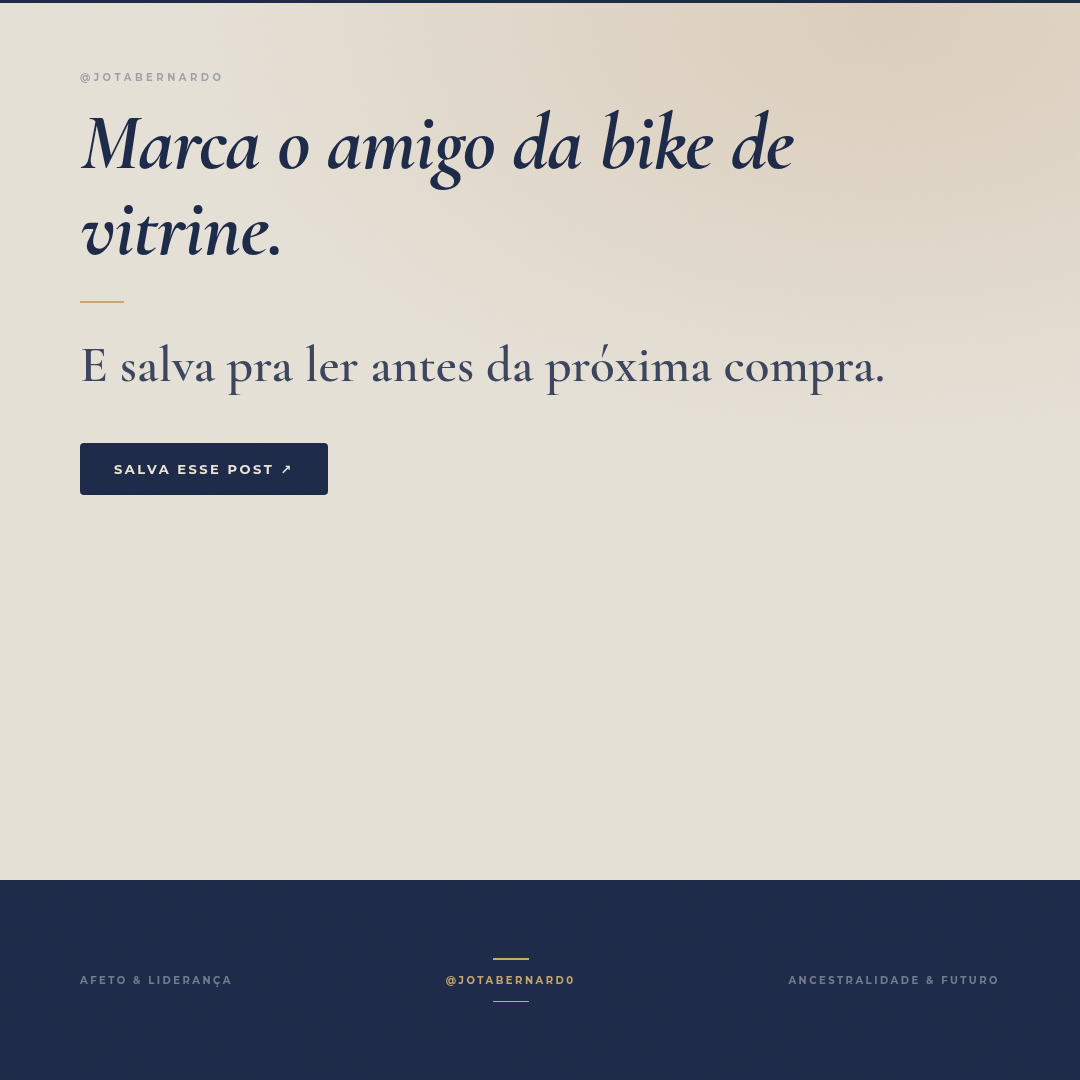 @JOTABERNARDO
Marca o amigo da bike de
vitrine.
E salva pra ler antes da próxima compra.
SALVA ESSE POST ↗
AFETO & LIDERANÇA
@JOTABERNARD0
ANCESTRALIDADE & FUTURO